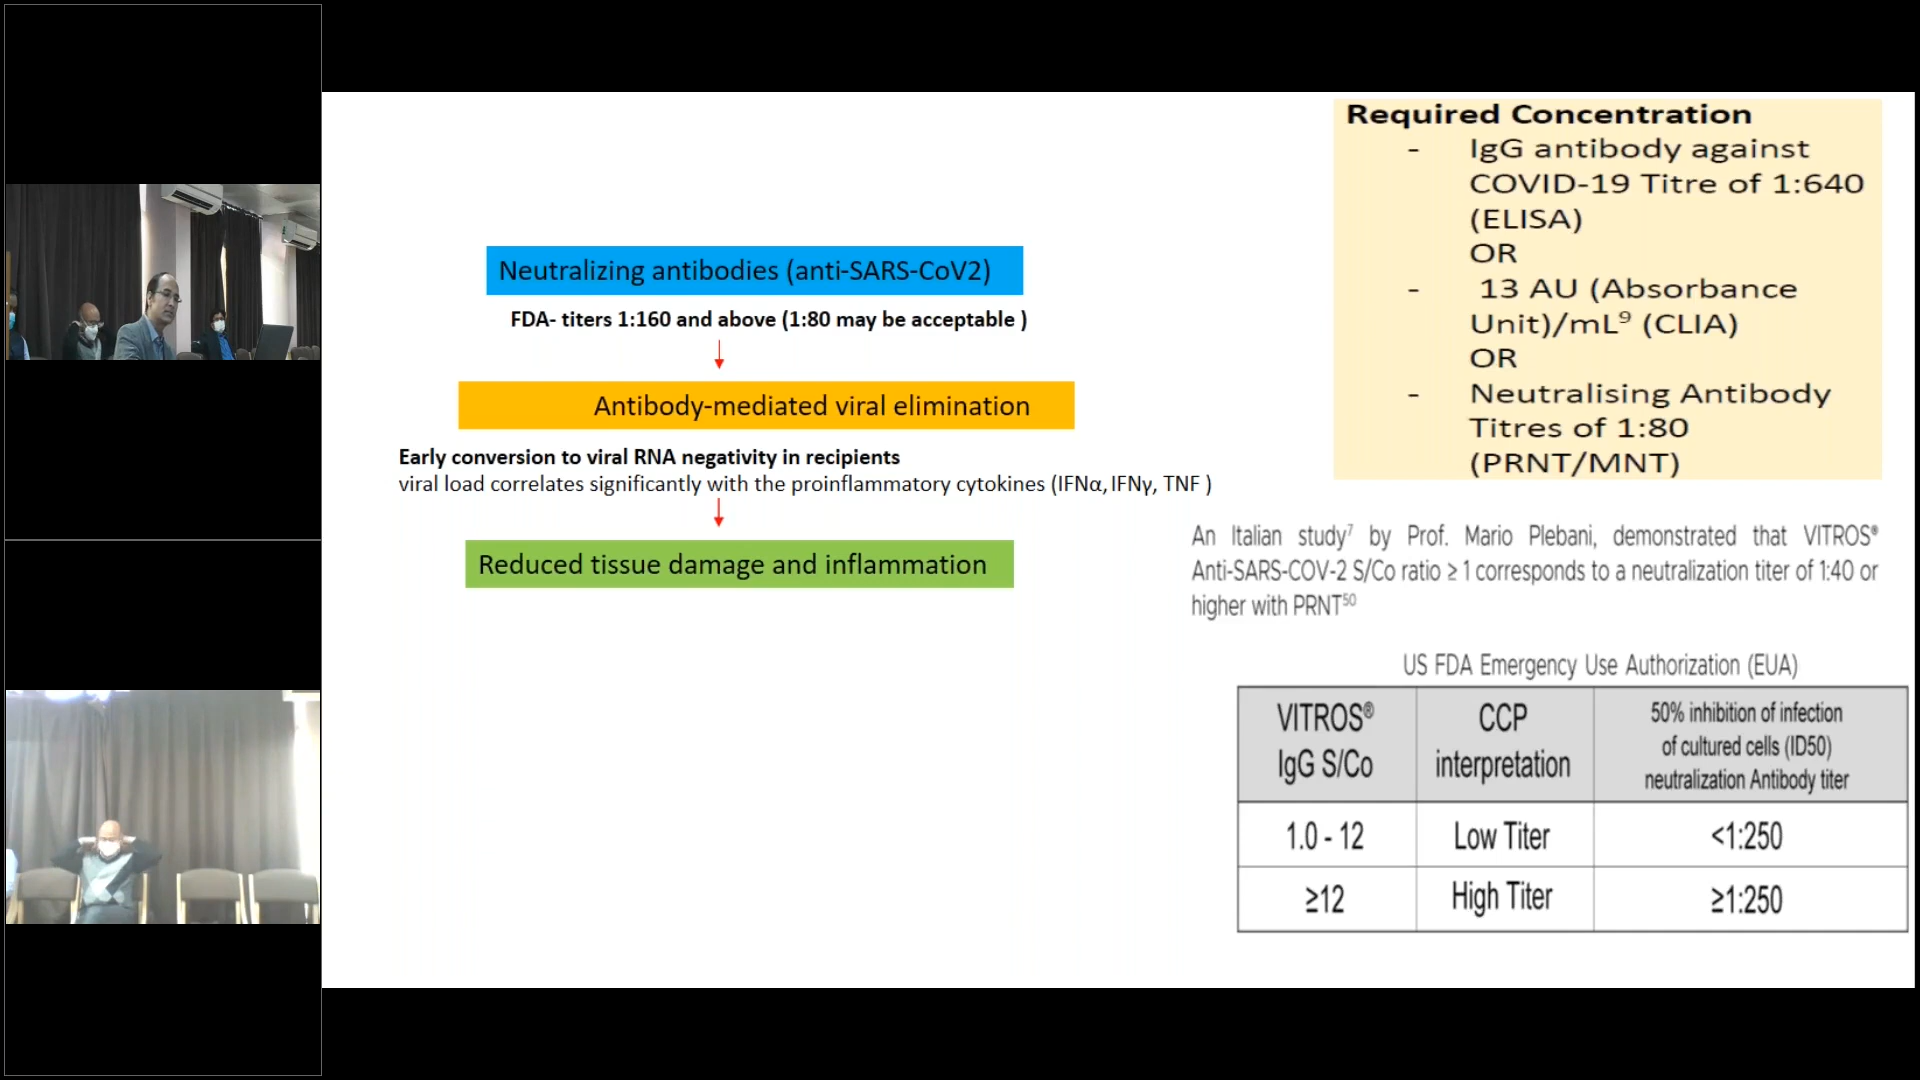 Neutralizing antibodies (anti-SARS-CoV2)
FDA- titers 1:160 and above (1:80 may be acceptable )
Antibody-mediated viral elimination
Early conversion to viral RNA negativity in recipients
viral load correlates significantly with the proinflammatory cytokines (IFNα, IFNγ, TNF )
Reduced tissue damage and inflammation
Required Concentration
- IgG antibody against
COVID-19 Titre of 1:640
(ELISA)
OR
- 13 AU (Absorbance
Unit)/mL⁹ (CLIA)
OR
- Neutralising Antibody
Titres of 1:80
(PRNT/MNT)
An Italian study⁷ by Prof. Mario Plebani, demonstrated that VITROS®
Anti-SARS-COV-2 S/Co ratio ≥ 1 corresponds to a neutralization titer of 1:40 or
higher with PRNT⁵⁰
US FDA Emergency Use Authorization (EUA)
VITROS®
IgG S/Co
CCP
interpretation
50% inhibition of infection
of cultured cells (ID50)
neutralization Antibody titer
1.0 - 12 Low Titer <1:250
≥12 High Titer ≥1:250